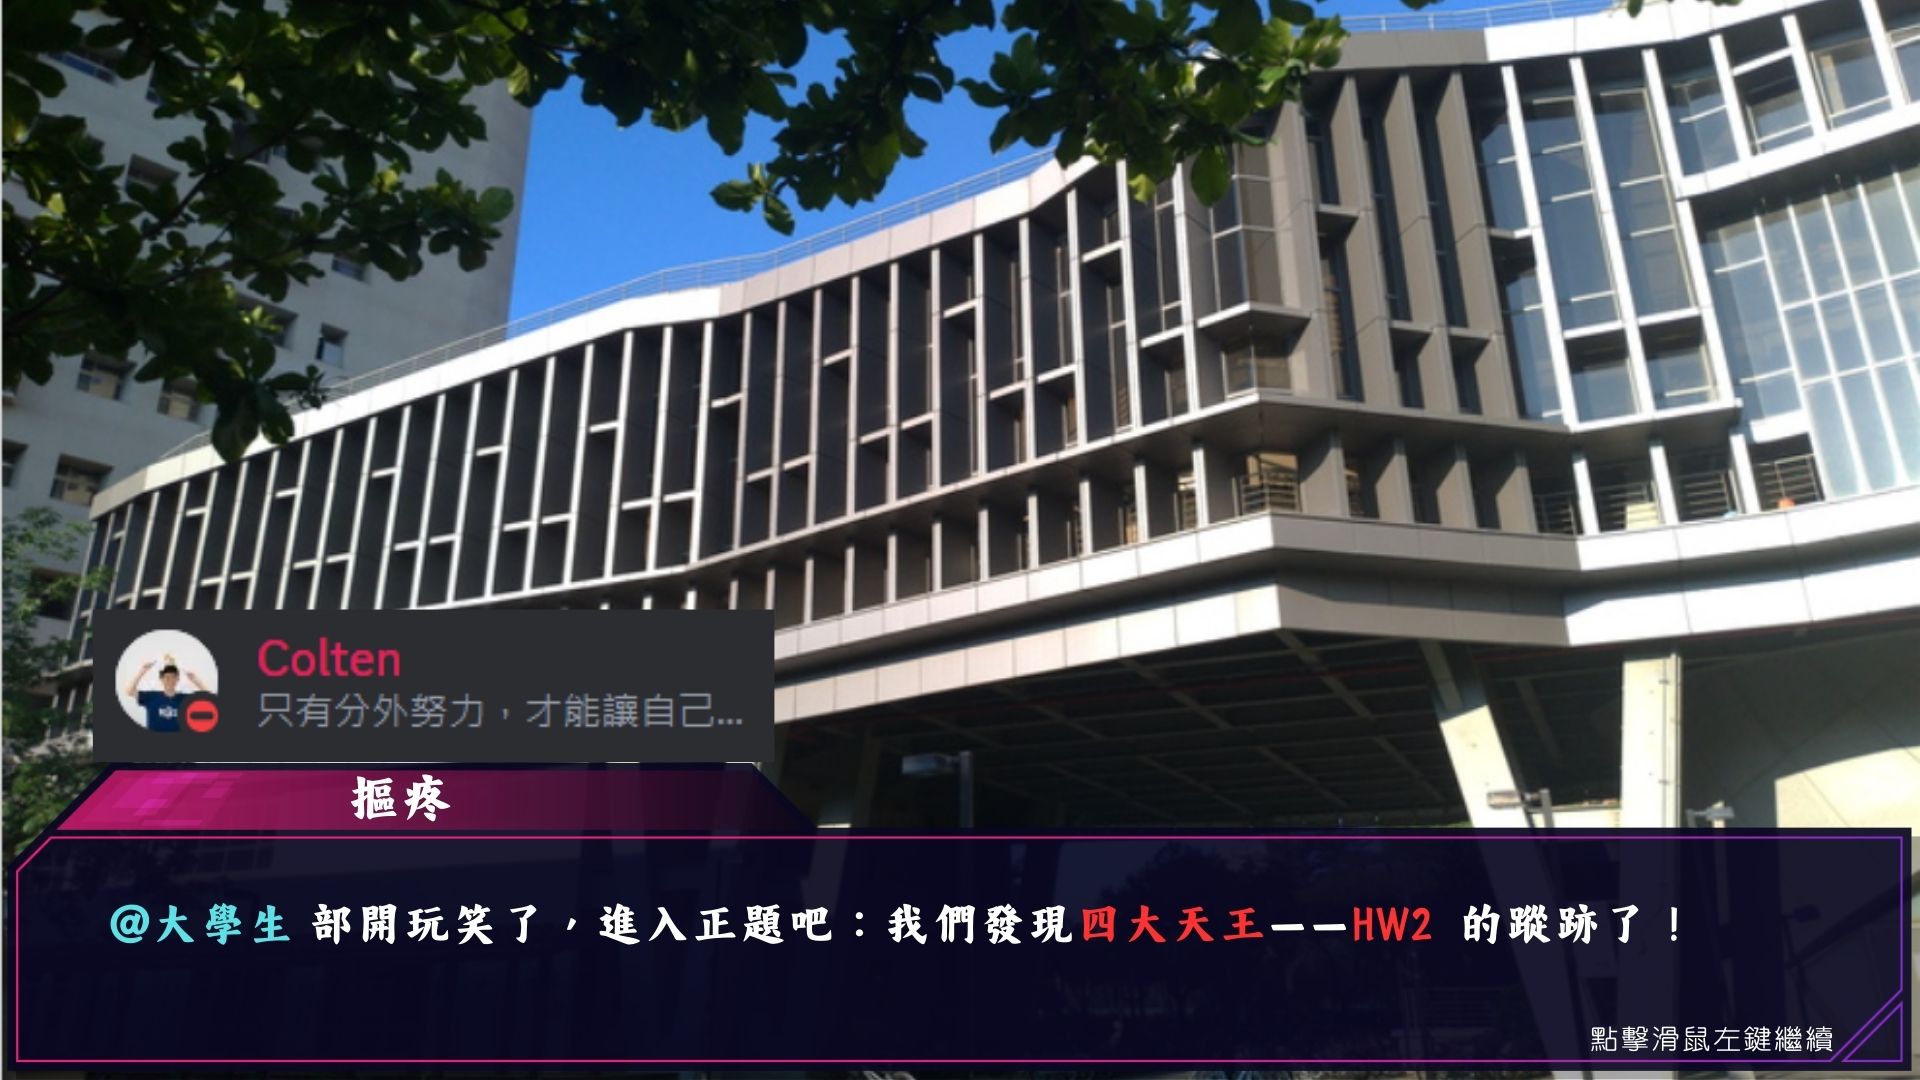 Colten
只有分外努力，才能讓自己...
摳疼
@大學生 部開玩笑了，進入正題吧：我們發現四大天王——HW2 的蹤跡了！
點擊滑鼠左鍵繼續